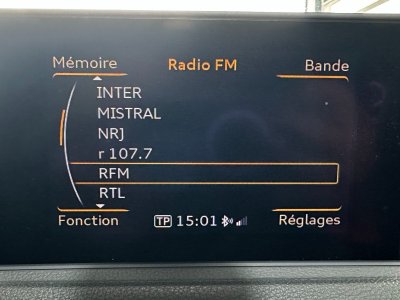 Mémoire Radio FM Bande
INTER
MISTRAL
NRJ
r 107.7
RFM
RTL
Fonction TP 15:01 Réglages